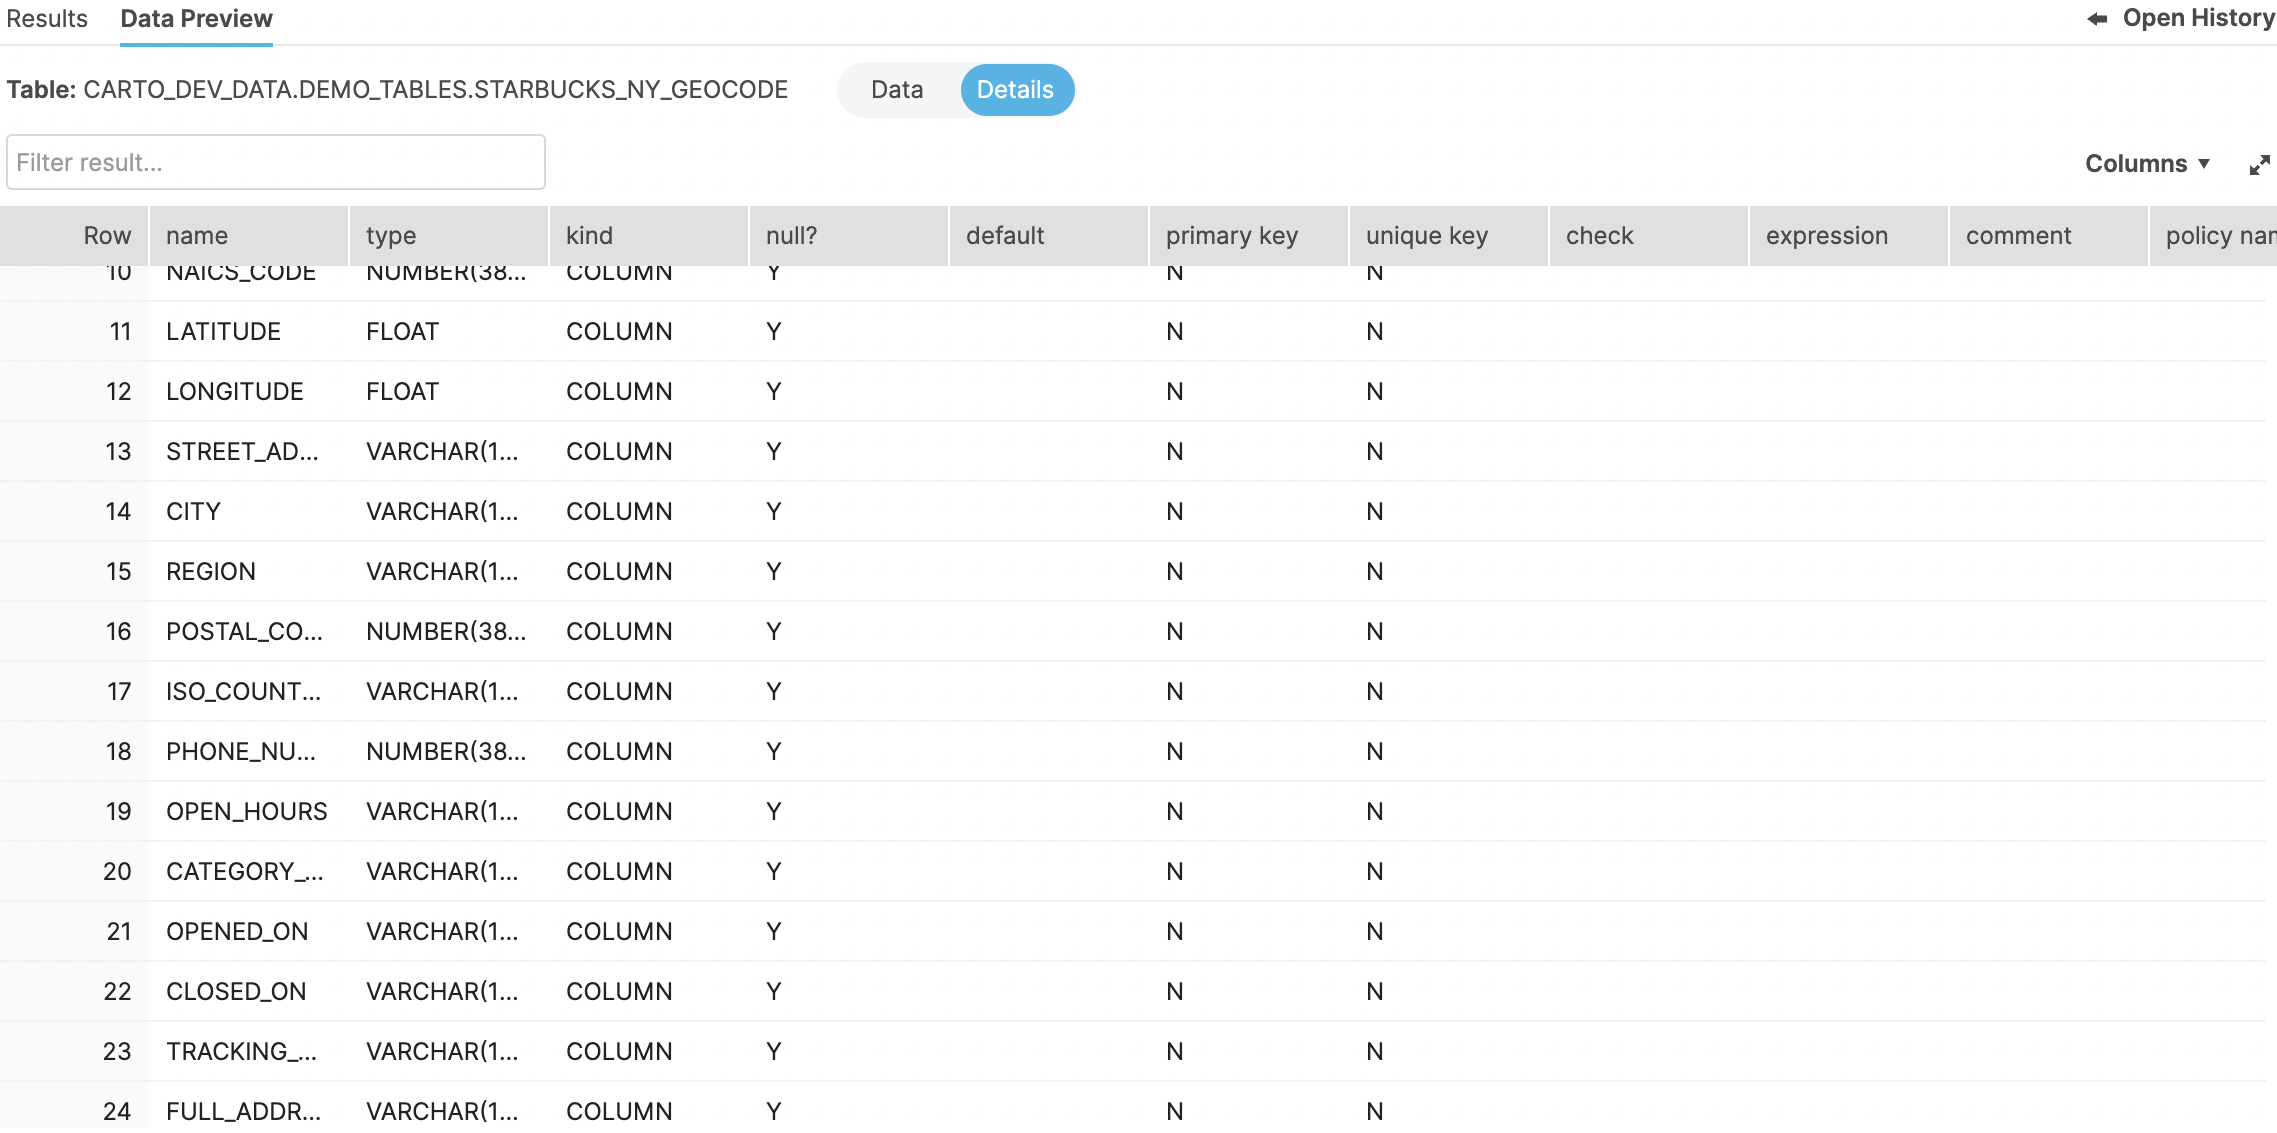 Results Data Preview Open History
Table: CARTO_DEV_DATA.DEMO_TABLES.STARBUCKS_NY_GEOCODE Data Details
Filter result...
Columns
Row name type kind null? default primary key unique key check expression comment policy nam
10 NAICS_CODE NUMBER(38... COLUMN Y N N
11 LATITUDE FLOAT COLUMN Y N N
12 LONGITUDE FLOAT COLUMN Y N N
13 STREET_AD... VARCHAR(1... COLUMN Y N N
14 CITY VARCHAR(1... COLUMN Y N N
15 REGION VARCHAR(1... COLUMN Y N N
16 POSTAL_CO... NUMBER(38... COLUMN Y N N
17 ISO_COUNT... VARCHAR(1... COLUMN Y N N
18 PHONE_NU... NUMBER(38... COLUMN Y N N
19 OPEN_HOURS VARCHAR(1... COLUMN Y N N
20 CATEGORY_... VARCHAR(1... COLUMN Y N N
21 OPENED_ON VARCHAR(1... COLUMN Y N N
22 CLOSED_ON VARCHAR(1... COLUMN Y N N
23 TRACKING_... VARCHAR(1... COLUMN Y N N
24 FULL_ADDR... VARCHAR(1... COLUMN Y N N